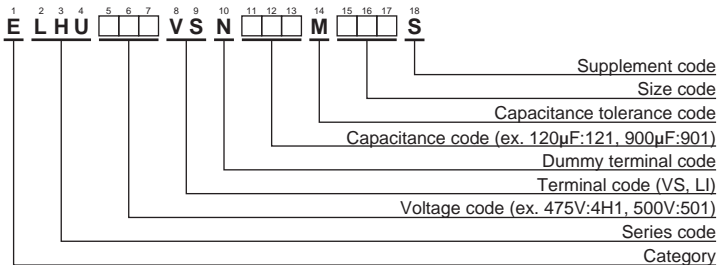 1 2 3 4 5 6 7 8 9 10 11 12 13 14 15 16 17 18
E L H U □□□ V S N □□□ M □□□ S
Supplement code
Size code
Capacitance tolerance code
Capacitance code (ex. 120µF:121, 900µF:901)
Dummy terminal code
Terminal code (VS, LI)
Voltage code (ex. 475V:4H1, 500V:501)
Series code
Category